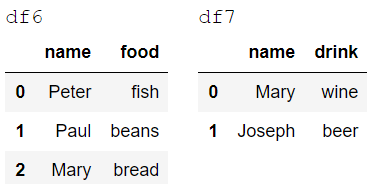 df6 df7
name food name drink
0 Peter fish 0 Mary wine
1 Paul beans 1 Joseph beer
2 Mary bread